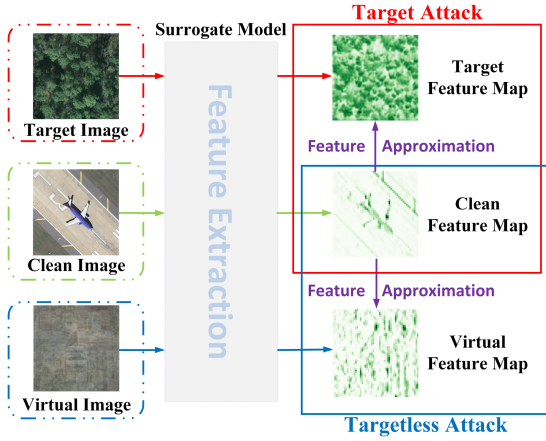 Target Attack
Surrogate Model
Target Image
Feature Extraction
Target
Feature Map
Feature Approximation
Clean Image
Clean
Feature Map
Feature Approximation
Virtual Image
Virtual
Feature Map
Targetless Attack